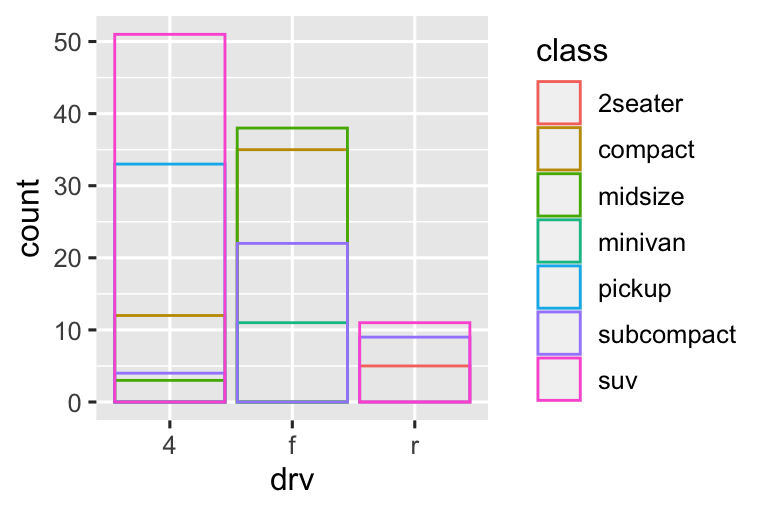 count
50
40
30
20
10
0
4 f r
drv
class
2seater
compact
midsize
minivan
pickup
subcompact
suv